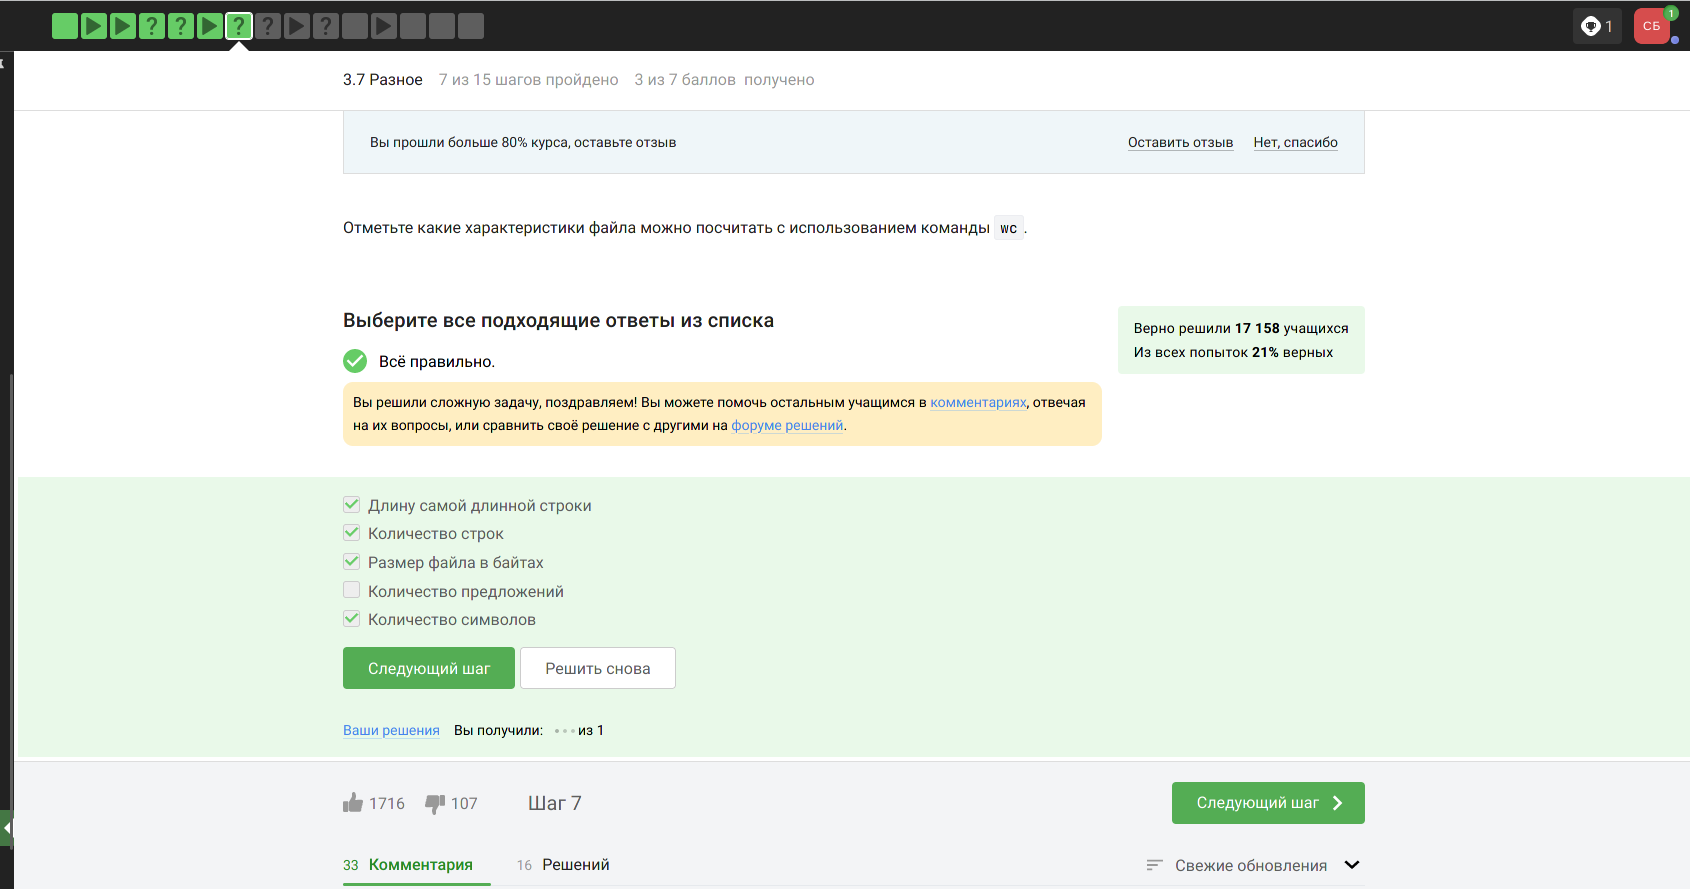 ? ? ? ? ?
1
СБ
1
3.7 Разное 7 из 15 шагов пройдено 3 из 7 баллов получено
Вы прошли больше 80% курса, оставьте отзыв Оставить отзыв Нет, спасибо
Отметьте какие характеристики файла можно посчитать с использованием команды wc.
Выберите все подходящие ответы из списка
Верно решили 17 158 учащихся
Из всех попыток 21% верных
Всё правильно.
Вы решили сложную задачу, поздравляем! Вы можете помочь остальным учащимся в комментариях, отвечая
на их вопросы, или сравнить своё решение с другими на форуме решений.
Длину самой длинной строки
Количество строк
Размер файла в байтах
Количество предложений
Количество символов
Следующий шаг Решить снова
Ваши решения Вы получили: из 1
1716 107 Шаг 7 Следующий шаг
33 Комментария 16 Решений Свежие обновления